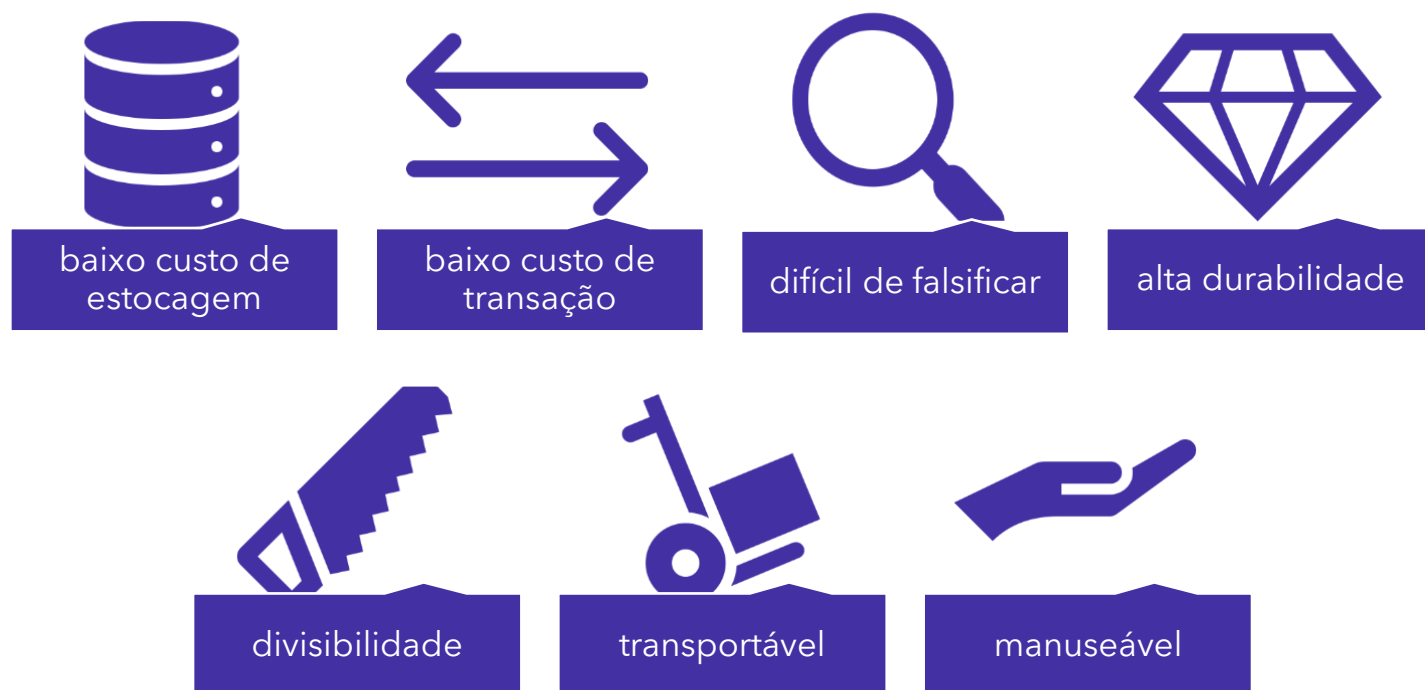 baixo custo de
estocagem
baixo custo de
transação
difícil de falsificar
alta durabilidade
divisibilidade
transportável
manuseável